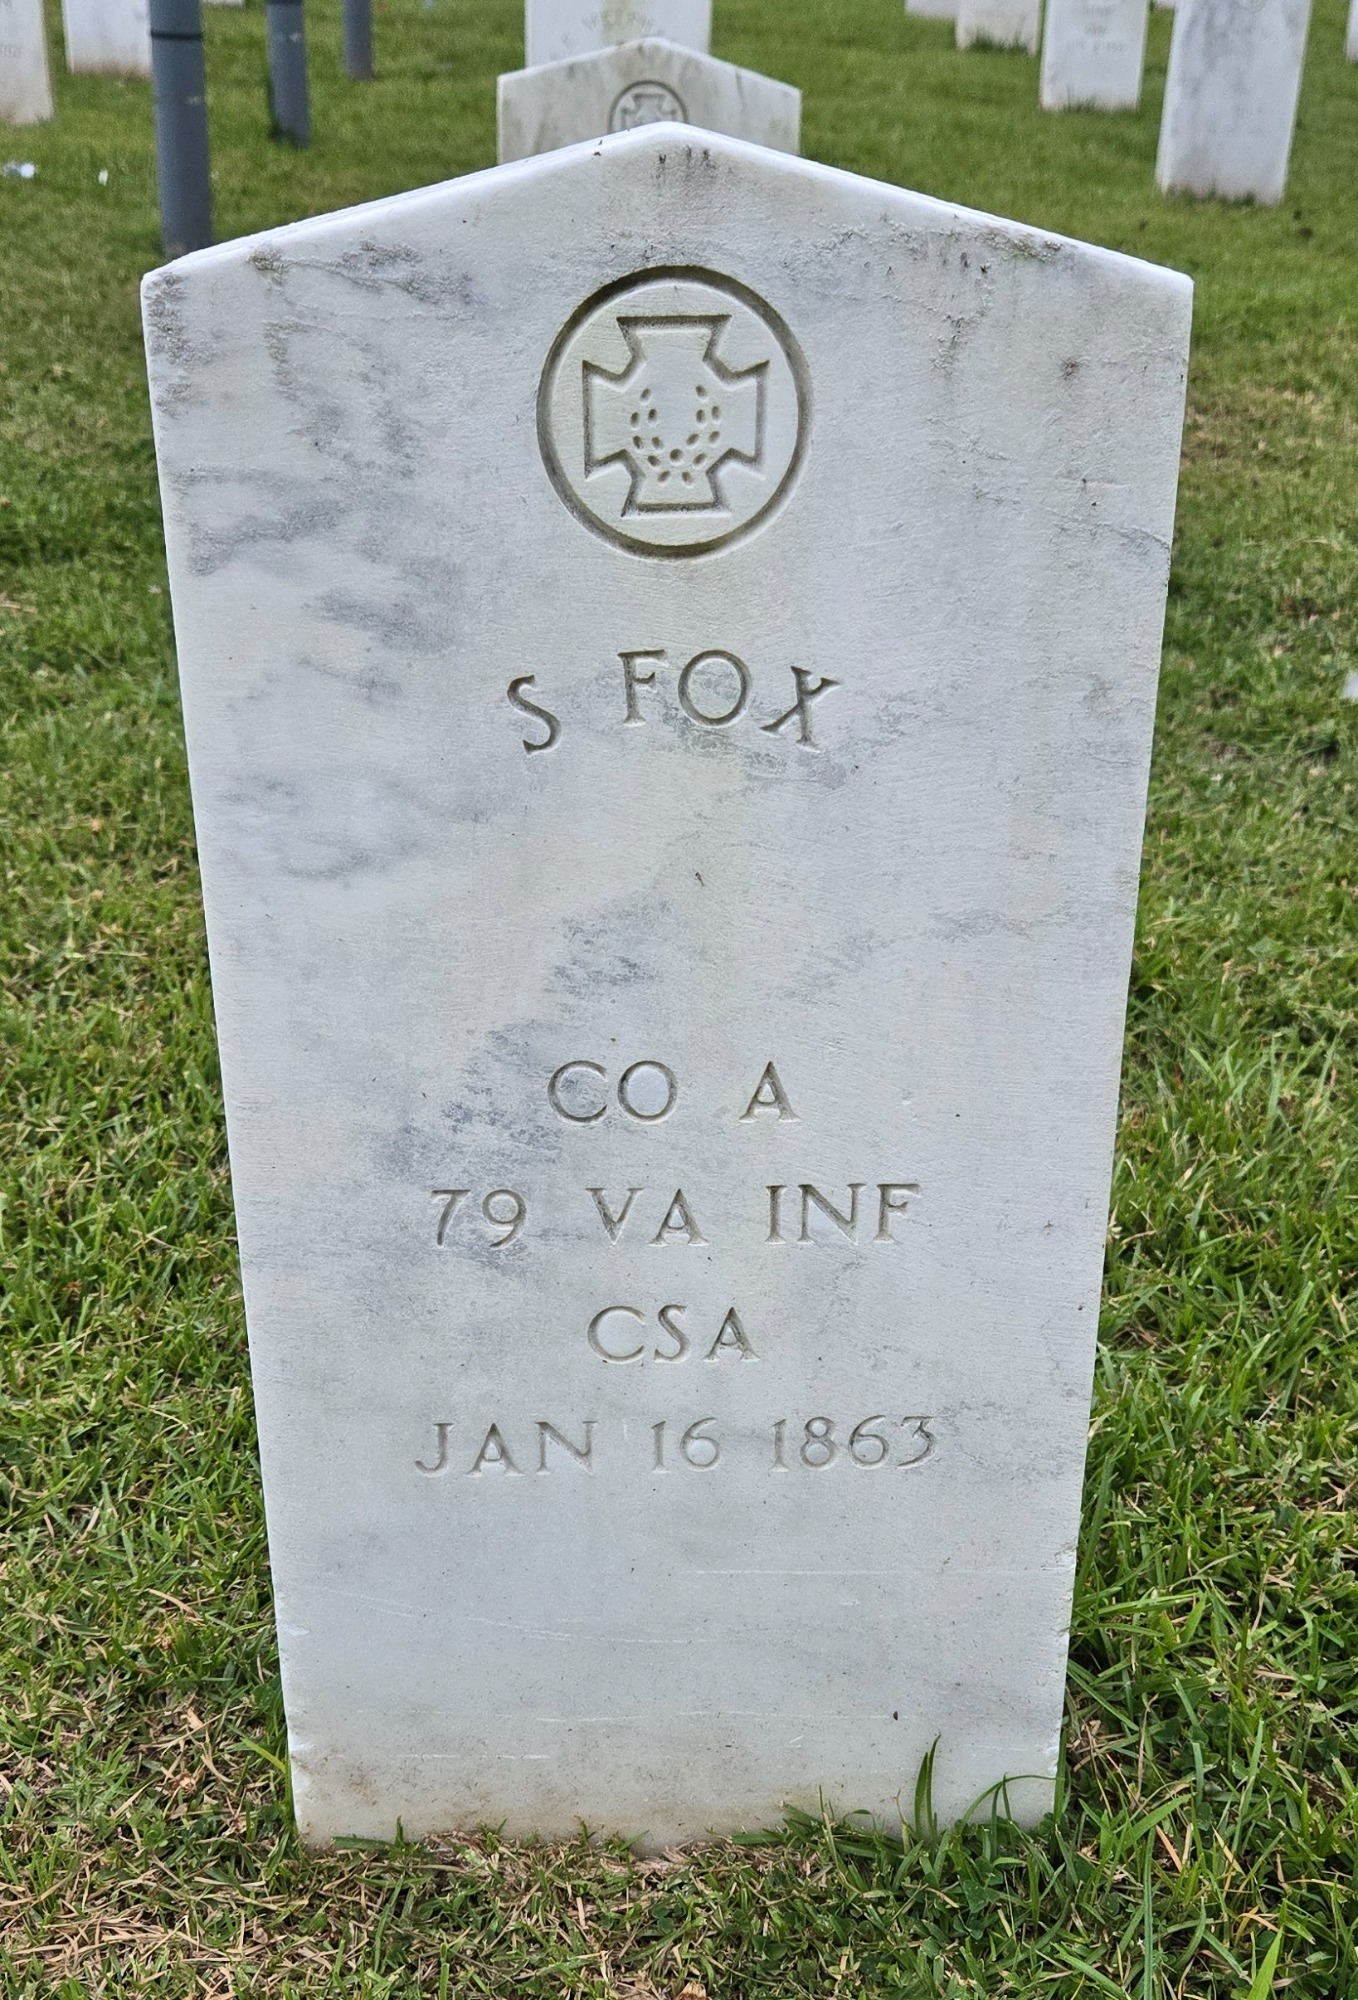 S FOX
CO A
79 VA INF
CSA
JAN 16 1863